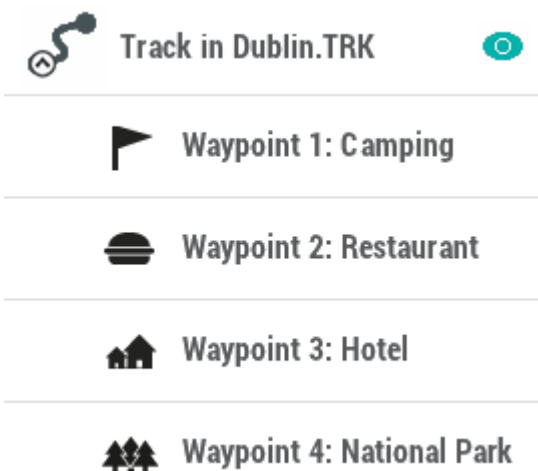 Track in Dublin.TRK
Waypoint 1: Camping
Waypoint 2: Restaurant
Waypoint 3: Hotel
Waypoint 4: National Park